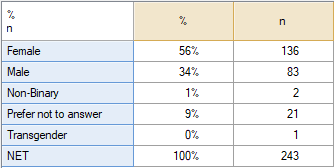 %
n
% n
Female 56% 136
Male 34% 83
Non-Binary 1% 2
Prefer not to answer 9% 21
Transgender 0% 1
NET 100% 243